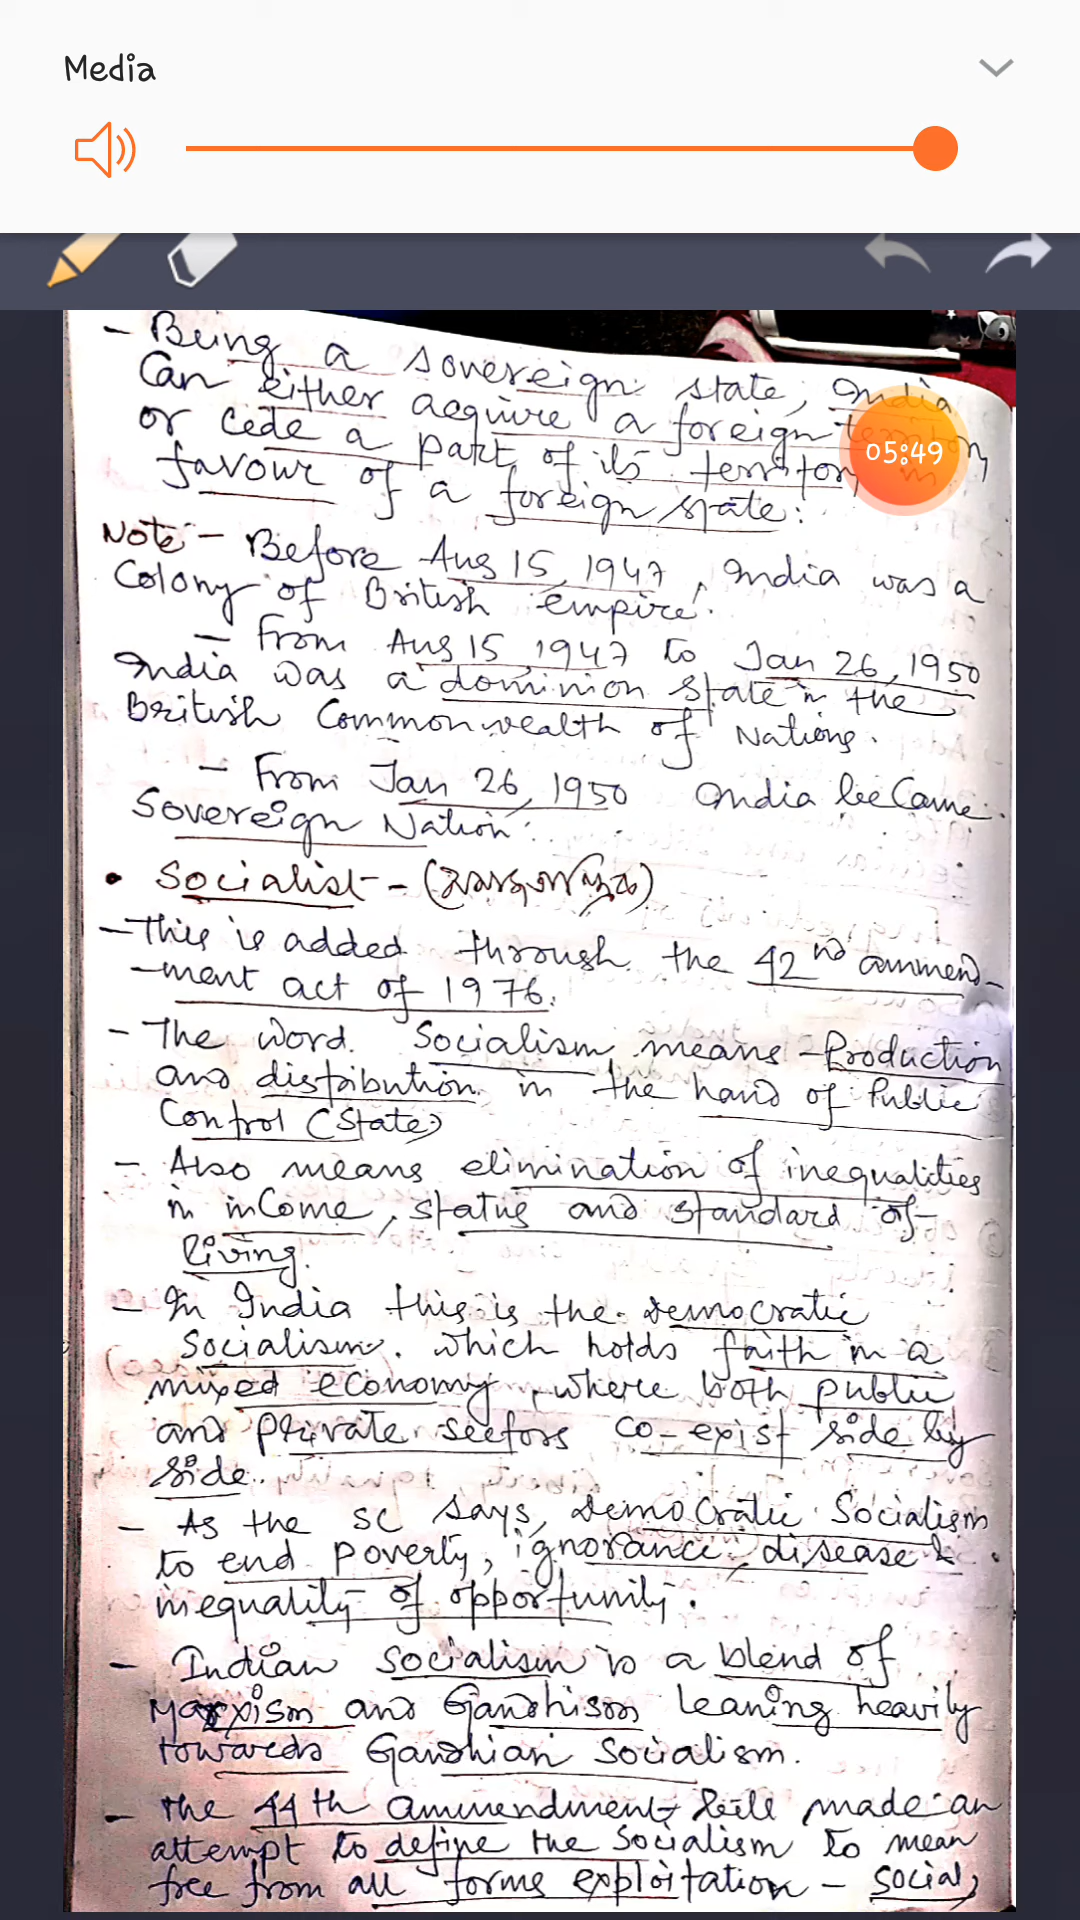 Media
- Being a sovereign state, India
Can either acquire a foreign
05:49
or cede a part of its territory in
favour of a foreign state.
Note - Before Aug 15, 1947, India was a
Colony of British empire.
- From Aug 15, 1947 to Jan 26, 1950
India was a dominion state in the
British Commonwealth of Nations.
- From Jan 26, 1950 India became
Sovereign Nation.
• Socialist - (
- This is added through the 42nd ammend-
-ment act of 1976.
- The word Socialism means - Production
and distribution in the hand of Public
Control (State)
- Also means elimination of inequalities
in inCome, status and standard of
living.
- In India this is the democratic
Socialism. which holds faith in a
mixed economy, where both public
and Private sectors co-exist side by
side.
- As the SC says, democratic Socialism
to end poverty, ignorance, disease &
inequality of opportunity.
- Indian Socialism is a blend of
Marxism and Gandhism leaning heavily
towards Gandhian Socialism.
- The 44th ammendment bill made an
attempt to define the Socialism to mean
free from all forms exploitation - social,